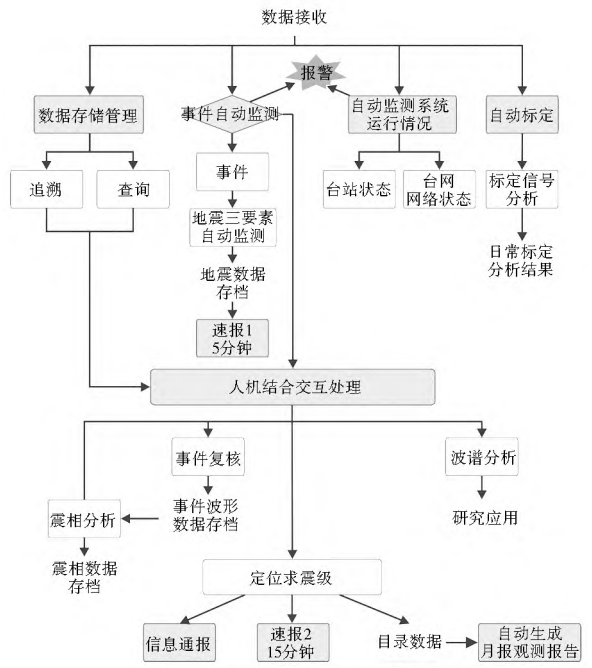 数据接收
报警
数据存储管理
事件自动监测
自动监测系统
运行情况
自动标定
追溯
查询
事件
台站状态
台网
网络状态
标定信号
分析
地震三要素
自动监测
日常标定
分析结果
地震数据
存档
速报1
5分钟
人机结合交互处理
事件复核
波谱分析
震相分析
事件波形
数据存档
研究应用
震相数据
存档
定位求震级
信息通报
速报2
15分钟
目录数据
自动生成
月报观测报告